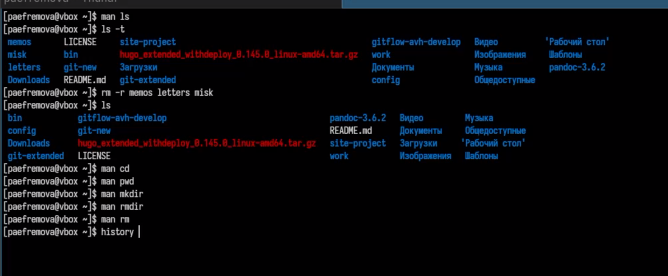 [paefremova@vbox ~]$ man ls
[paefremova@vbox ~]$ ls -t
memos LICENSE site-project gitflow-avh-develop Видео 'Рабочий стол'
misk bin hugo_extended_withdeploy_0.145.0_linux-amd64.tar.gz work Изображения Шаблоны
letters git-new Загрузки Документы Музыка pandoc-3.6.2
Downloads README.md git-extended config Общедоступные
[paefremova@vbox ~]$ rm -r memos letters misk
[paefremova@vbox ~]$ ls
bin gitflow-avh-develop pandoc-3.6.2 Видео Музыка
config git-new README.md Документы Общедоступные
Downloads hugo_extended_withdeploy_0.145.0_linux-amd64.tar.gz site-project Загрузки 'Рабочий стол'
git-extended LICENSE work Изображения Шаблоны
[paefremova@vbox ~]$ man cd
[paefremova@vbox ~]$ man pwd
[paefremova@vbox ~]$ man mkdir
[paefremova@vbox ~]$ man rmdir
[paefremova@vbox ~]$ man rm
[paefremova@vbox ~]$ history